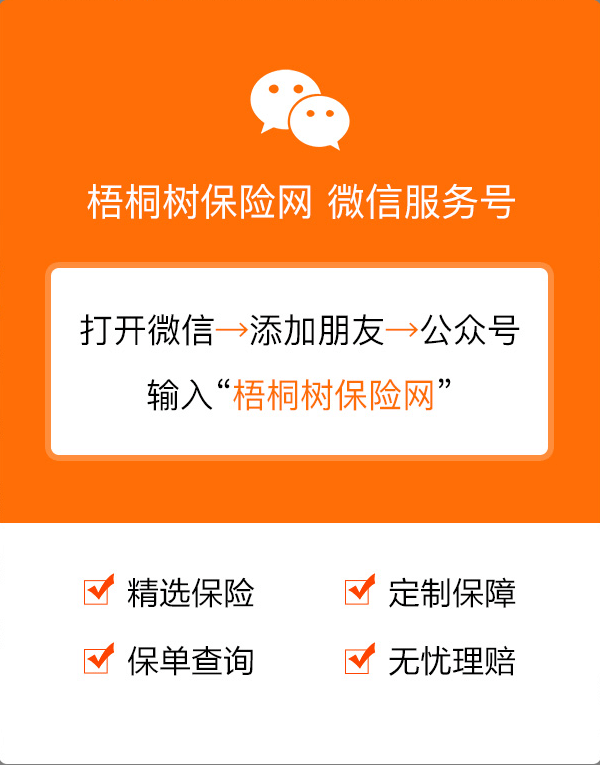 梧桐树保险网 微信服务号
打开微信→添加朋友→公众号
输入“梧桐树保险网”
精选保险 定制保障
保单查询 无忧理赔